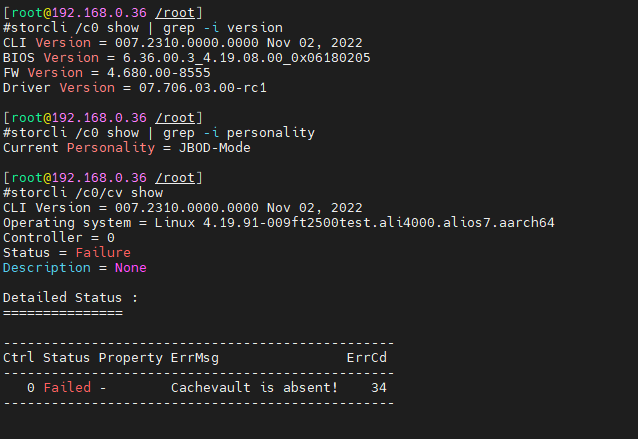 [root@192.168.0.36 /root]
#storcli /c0 show | grep -i version
CLI Version = 007.2310.0000.0000 Nov 02, 2022
BIOS Version = 6.36.00.3_4.19.08.00_0x06180205
FW Version = 4.680.00-8555
Driver Version = 07.706.03.00-rc1
[root@192.168.0.36 /root]
#storcli /c0 show | grep -i personality
Current Personality = JBOD-Mode
[root@192.168.0.36 /root]
#storcli /c0/cv show
CLI Version = 007.2310.0000.0000 Nov 02, 2022
Operating system = Linux 4.19.91-009ft2500test.ali4000.alios7.aarch64
Controller = 0
Status = Failure
Description = None
Detailed Status :
===============
-------------------------------------------------
Ctrl Status Property ErrMsg               ErrCd
-------------------------------------------------
   0 Failed -        Cachevault is absent!    34
-------------------------------------------------